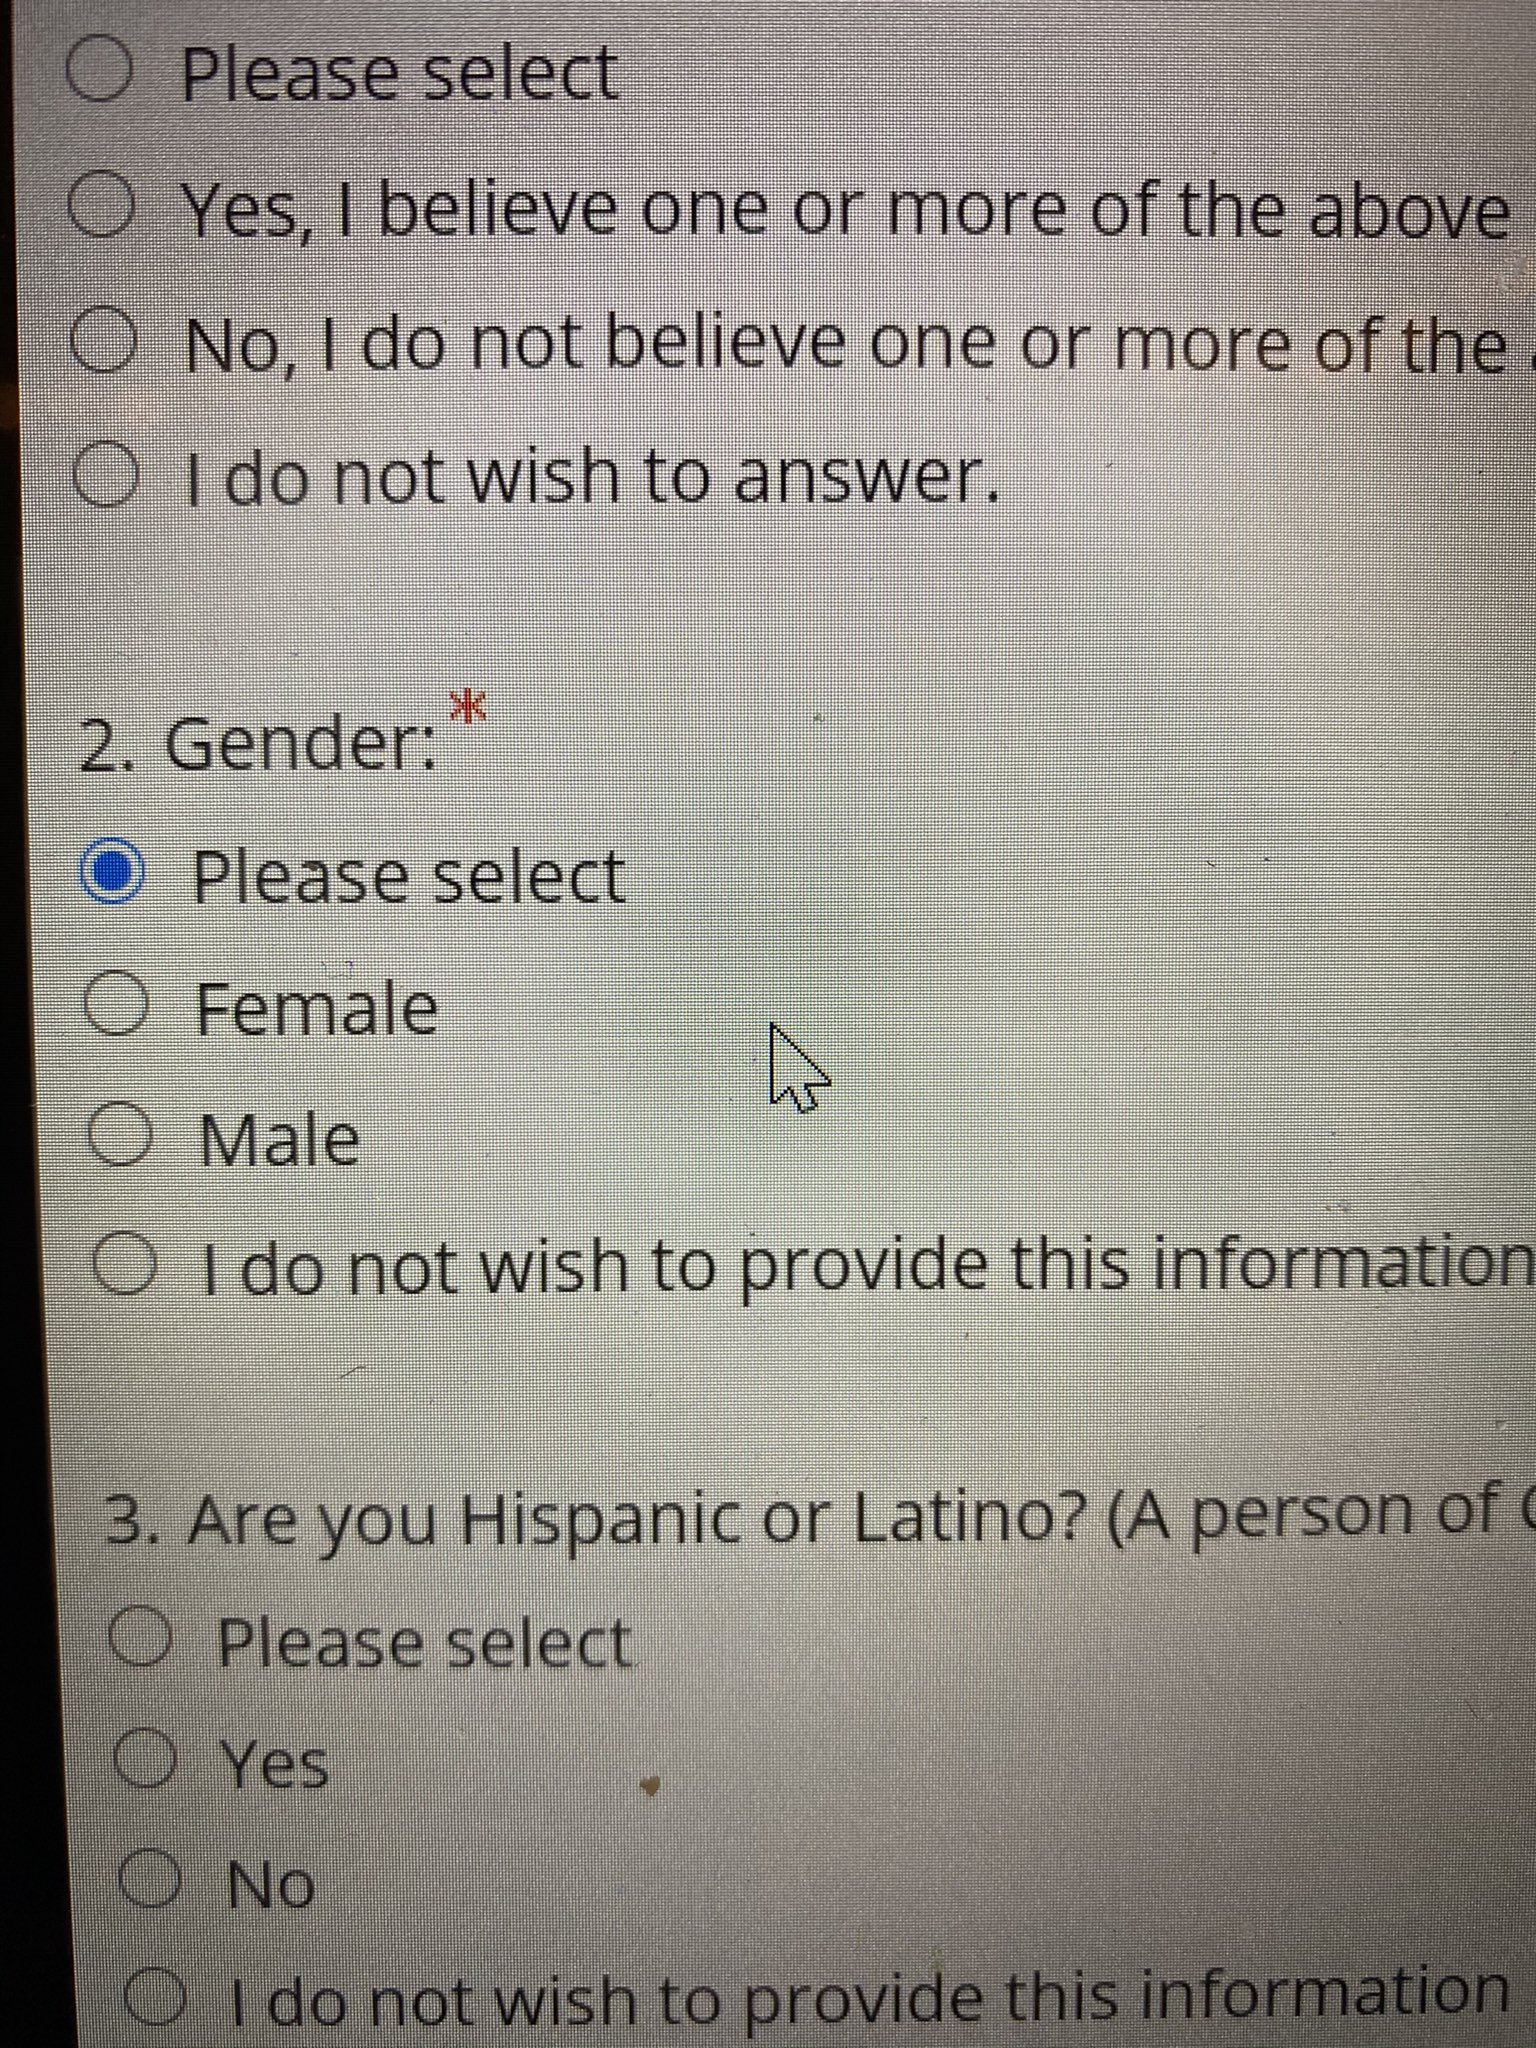 Please select
Yes, I believe one or more of the above
No, I do not believe one or more of the
I do not wish to answer.
2. Gender:*
Please select
Female
Male
I do not wish to provide this information
3. Are you Hispanic or Latino? (A person of
Please select
Yes
No
I do not wish to provide this information